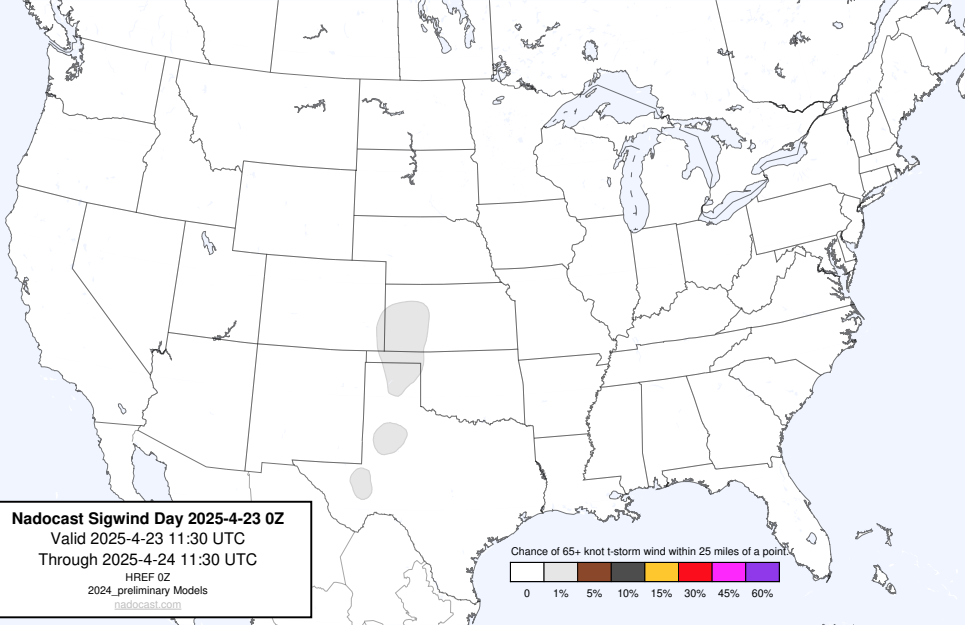 Nadocast Sigwind Day 2025-4-23 0Z
Valid 2025-4-23 11:30 UTC
Through 2025-4-24 11:30 UTC
HREF 0Z
2024_preliminary Models
nadocast.com
Chance of 65+ knot t-storm wind within 25 miles of a point.
0 1% 5% 10% 15% 30% 45% 60%